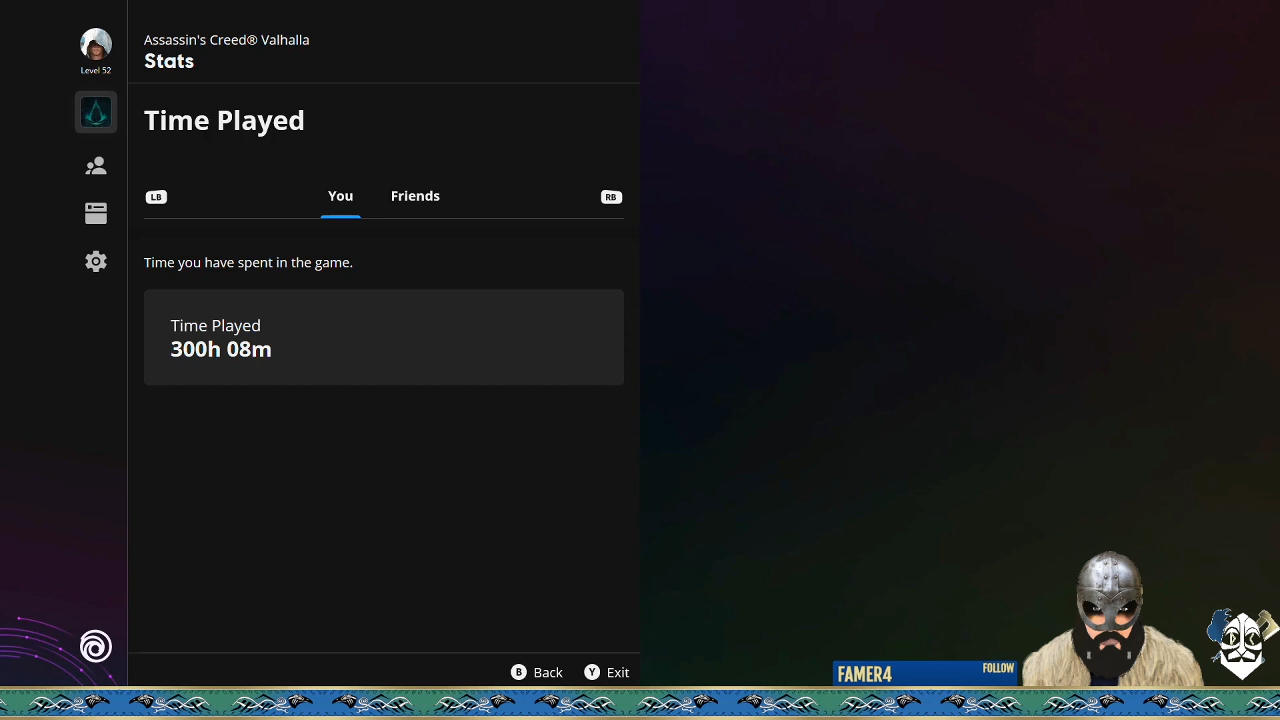 Level 52
Assassin's Creed® Valhalla
Stats
Time Played
LB
You
Friends
RB
Time you have spent in the game.
Time Played
300h 08m
B Back
Y Exit
FAMER4
FOLLOW